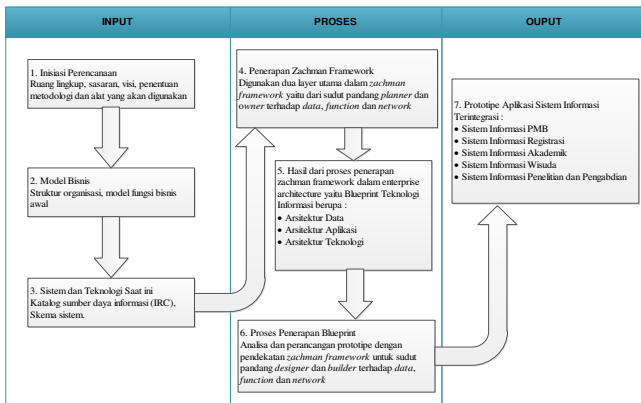 INPUT
PROSES
OUPUT
1. Inisiasi Perencanaan
Ruang lingkup, sasaran, visi, penentuan
metodologi dan alat yang akan digunakan
2. Model Bisnis
Struktur organisasi, model fungsi bisnis
awal
3. Sistem dan Teknologi Saat ini
Katalog sumber daya informasi (IRC),
Skema sistem.
4. Penerapan Zachman Framework
Digunakan dua layer utama dalam zachman
framework yaitu dari sudut pandang planner dan
owner terhadap data, function dan network
5. Hasil dari proses penerapan
zachman framework dalam enterprise
architecture yaitu Blueprint Teknologi
Informasi berupa :
• Arsitektur Data
• Arsitektur Aplikasi
• Arsitektur Teknologi
6. Proses Penerapan Blueprint
Analisa dan perancangan prototipe dengan
pendekatan zachman framework untuk sudut
pandang designer dan builder terhadap data,
function dan network
7. Prototipe Aplikasi Sistem Informasi
Terintegrasi :
• Sistem Informasi PMB
• Sistem Informasi Registrasi
• Sistem Informasi Akademik
• Sistem Informasi Wisuda
• Sistem Informasi Penelitian dan Pengabdian